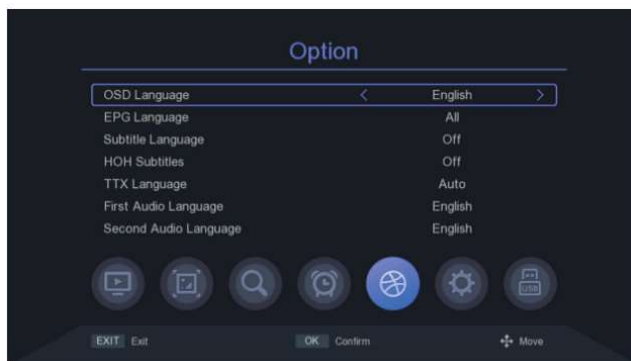 Option
OSD Language < English >
EPG Language All
Subtitle Language Off
HOH Subtitles Off
TTX Language Auto
First Audio Language English
Second Audio Language English
USB
EXIT Exit OK Confirm Move